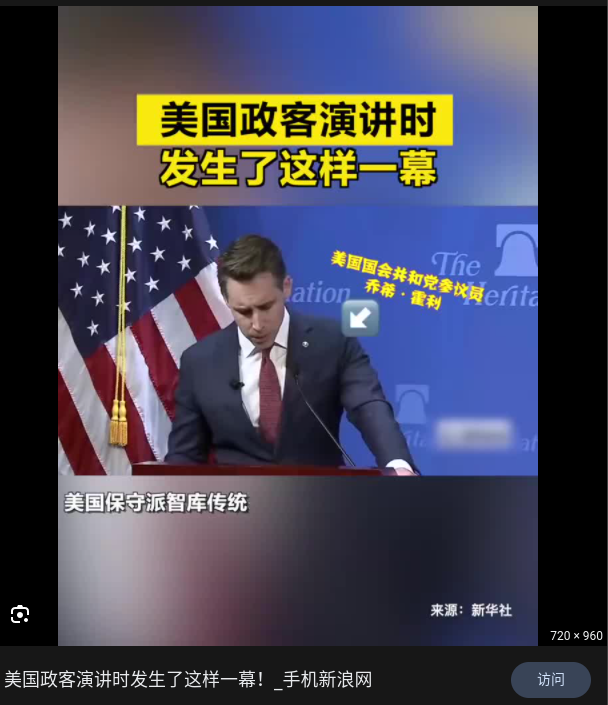 美国政客演讲时
发生了这样一幕
美国国会共和党参议员
乔希·霍利
The
Herita
dation
美国保守派智库传统
来源：新华社
720 × 960
美国政客演讲时发生了这样一幕！_手机新浪网
访问